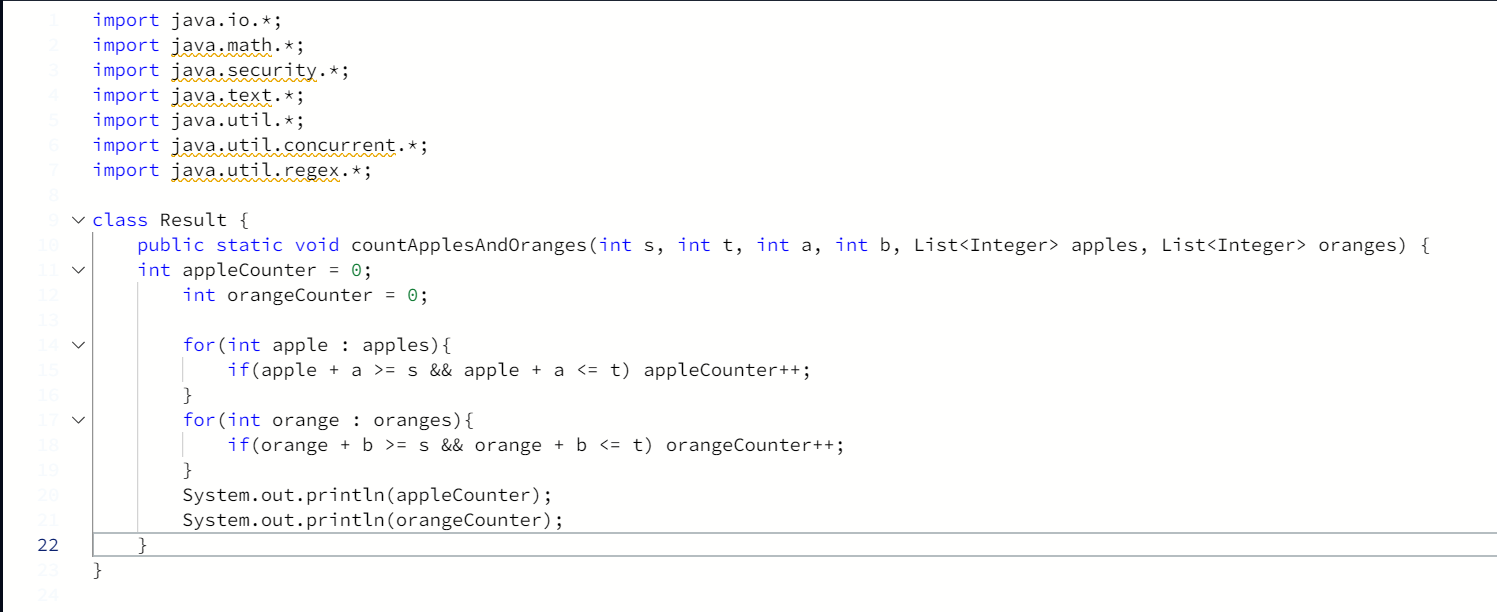 1 import java.io.*;
2 import java.math.*;
3 import java.security.*;
4 import java.text.*;
5 import java.util.*;
6 import java.util.concurrent.*;
7 import java.util.regex.*;
8
9 class Result {
10     public static void countApplesAndOranges(int s, int t, int a, int b, List<Integer> apples, List<Integer> oranges) {
11     int appleCounter = 0;
12         int orangeCounter = 0;
13
14         for(int apple : apples){
15             if(apple + a >= s && apple + a <= t) appleCounter++;
16         }
17         for(int orange : oranges){
18             if(orange + b >= s && orange + b <= t) orangeCounter++;
19         }
20         System.out.println(appleCounter);
21         System.out.println(orangeCounter);
22     }
23 }
24